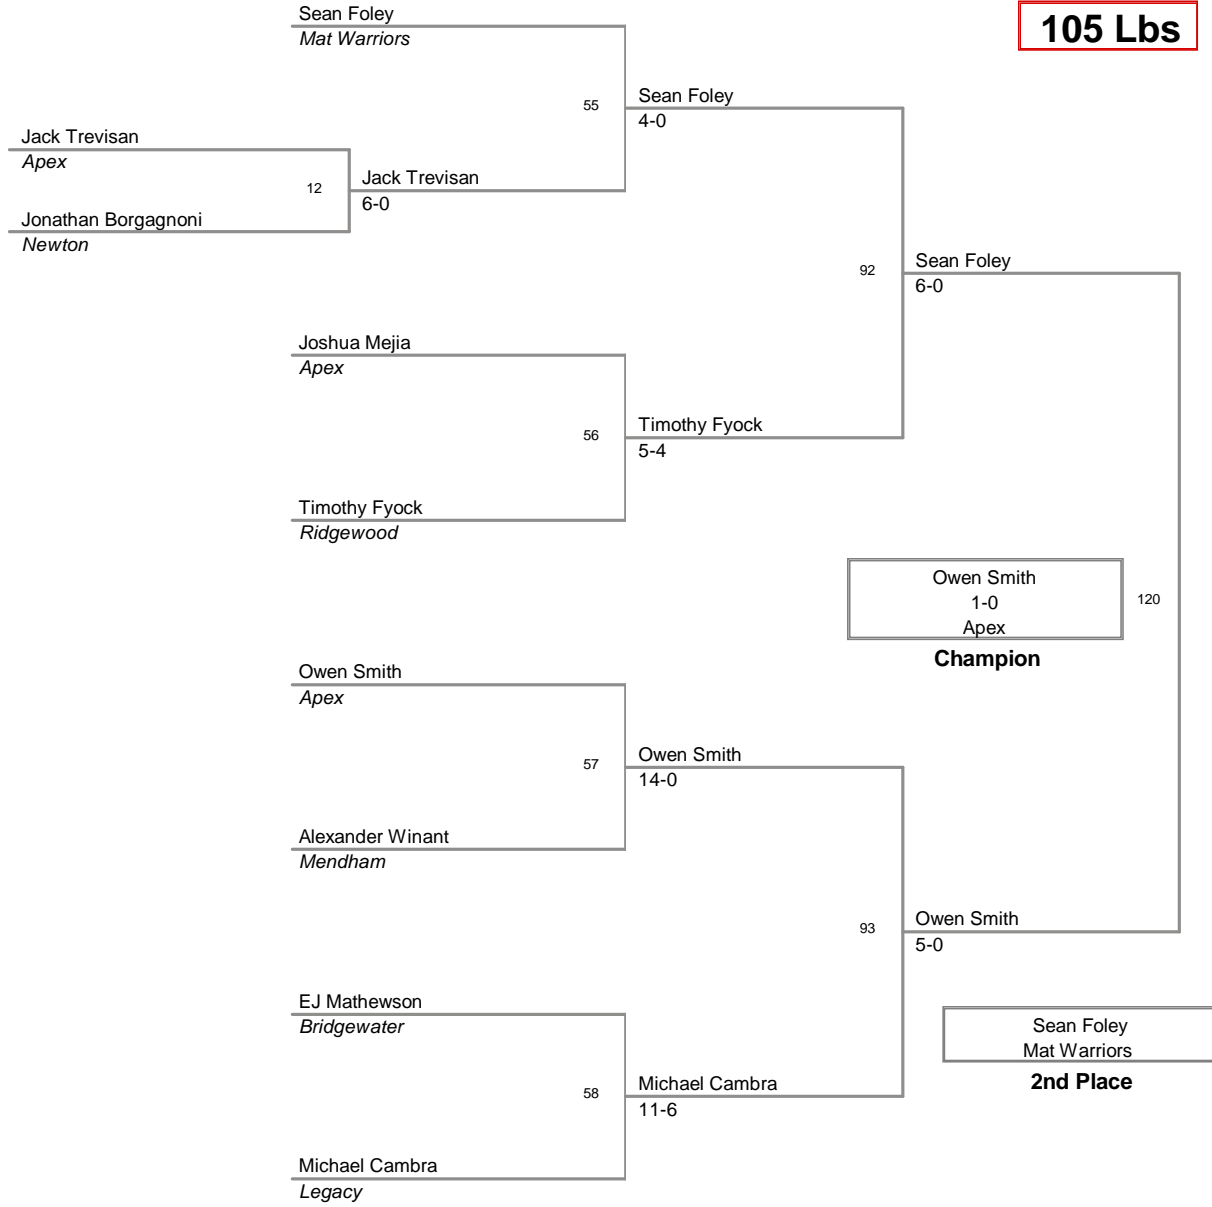 Sean Foley
105 Lbs
Mat Warriors
55
Sean Foley
4-0
Jack Trevisan
Apex
12
Jack Trevisan
6-0
Jonathan Borgagnoni
Newton
92
Sean Foley
6-0
Joshua Mejia
Apex
56
Timothy Fyock
5-4
Timothy Fyock
Ridgewood
Owen Smith
1-0
Apex
120
Champion
Owen Smith
Apex
57
Owen Smith
14-0
Alexander Winant
Mendham
93
Owen Smith
5-0
EJ Mathewson
Bridgewater
Sean Foley
Mat Warriors
2nd Place
58
Michael Cambra
11-6
Michael Cambra
Legacy